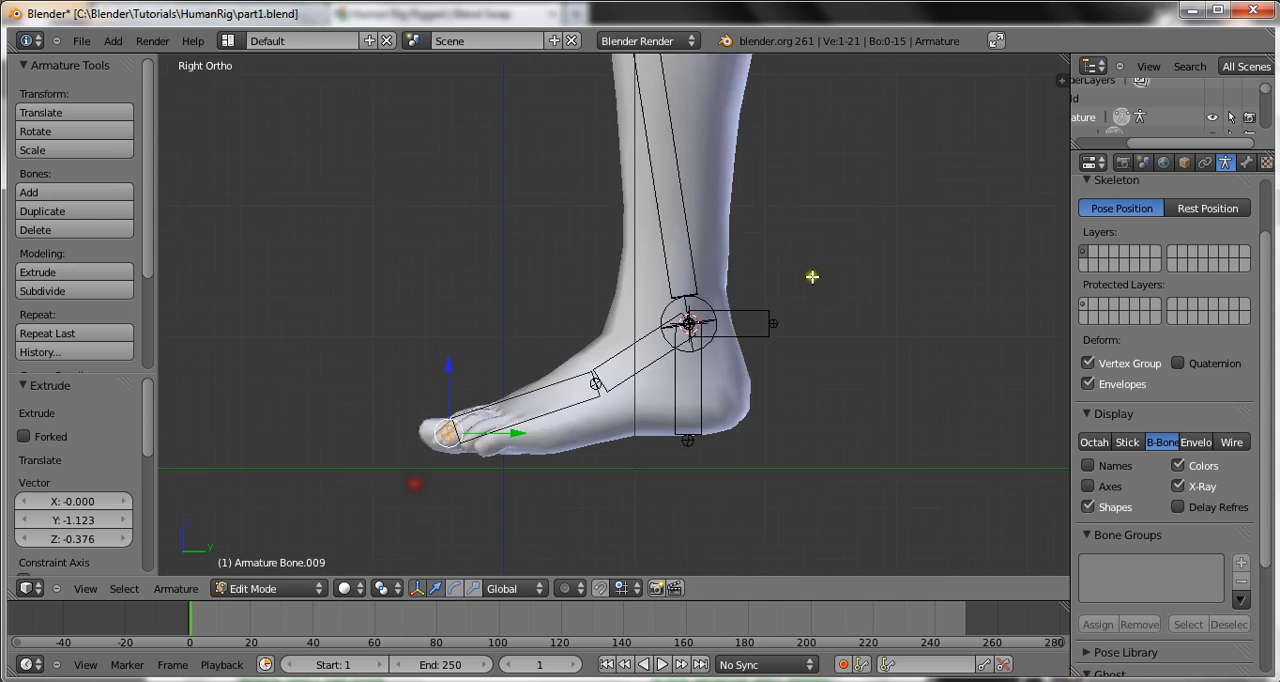 Blender* [C:\Blender\Tutorials\HumanRig\part1.blend]
File Add Render Help Default Scene Blender Render blender.org 261 | Ve:1-21 | Bo:0-15 | Armature
Armature Tools
Transform:
Translate
Rotate
Scale
Bones:
Add
Duplicate
Delete
Modeling:
Extrude
Subdivide
Repeat:
Repeat Last
History...
Extrude
Extrude
Forked
Translate
Vector
X: -0.000
Y: -1.123
Z: -0.376
Constraint Axis
Right Ortho
z
y
(1) Armature Bone.009
View Select Armature Edit Mode Global
View Search All Scenes
ature
Skeleton
Pose Position Rest Position
Layers:
Protected Layers:
Deform:
Vertex Group Quaternion
Envelopes
Display
Octah Stick B-Bone Envelo Wire
Names Colors
Axes X-Ray
Shapes Delay Refres
Bone Groups
Assign Remove Select Deselec
Pose Library
Ghost
-40 -20 0 20 40 60 80 100 120 140 160 180 200 220 240 260 280
View Marker Frame Playback Start: 1 End: 250 1 No Sync